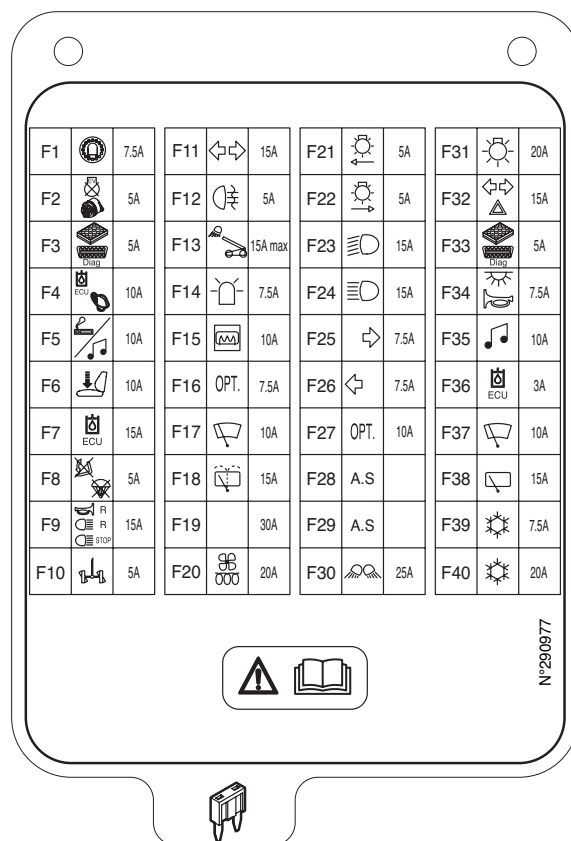 F1 7.5A F11 15A F21 5A F31 20A
F2 5A F12 5A F22 5A F32 15A
F3 Diag 5A F13 15A max F23 15A F33 Diag 5A
F4 ECU 10A F14 7.5A F24 15A F34 7.5A
F5 10A F15 10A F25 7.5A F35 10A
F6 10A F16 OPT. 7.5A F26 7.5A F36 ECU 3A
F7 ECU 15A F17 10A F27 OPT. 10A F37 10A
F8 5A F18 15A F28 A.S F38 15A
F9 R R STOP 15A F19 30A F29 A.S F39 7.5A
F10 5A F20 20A F30 25A F40 20A
N°290977